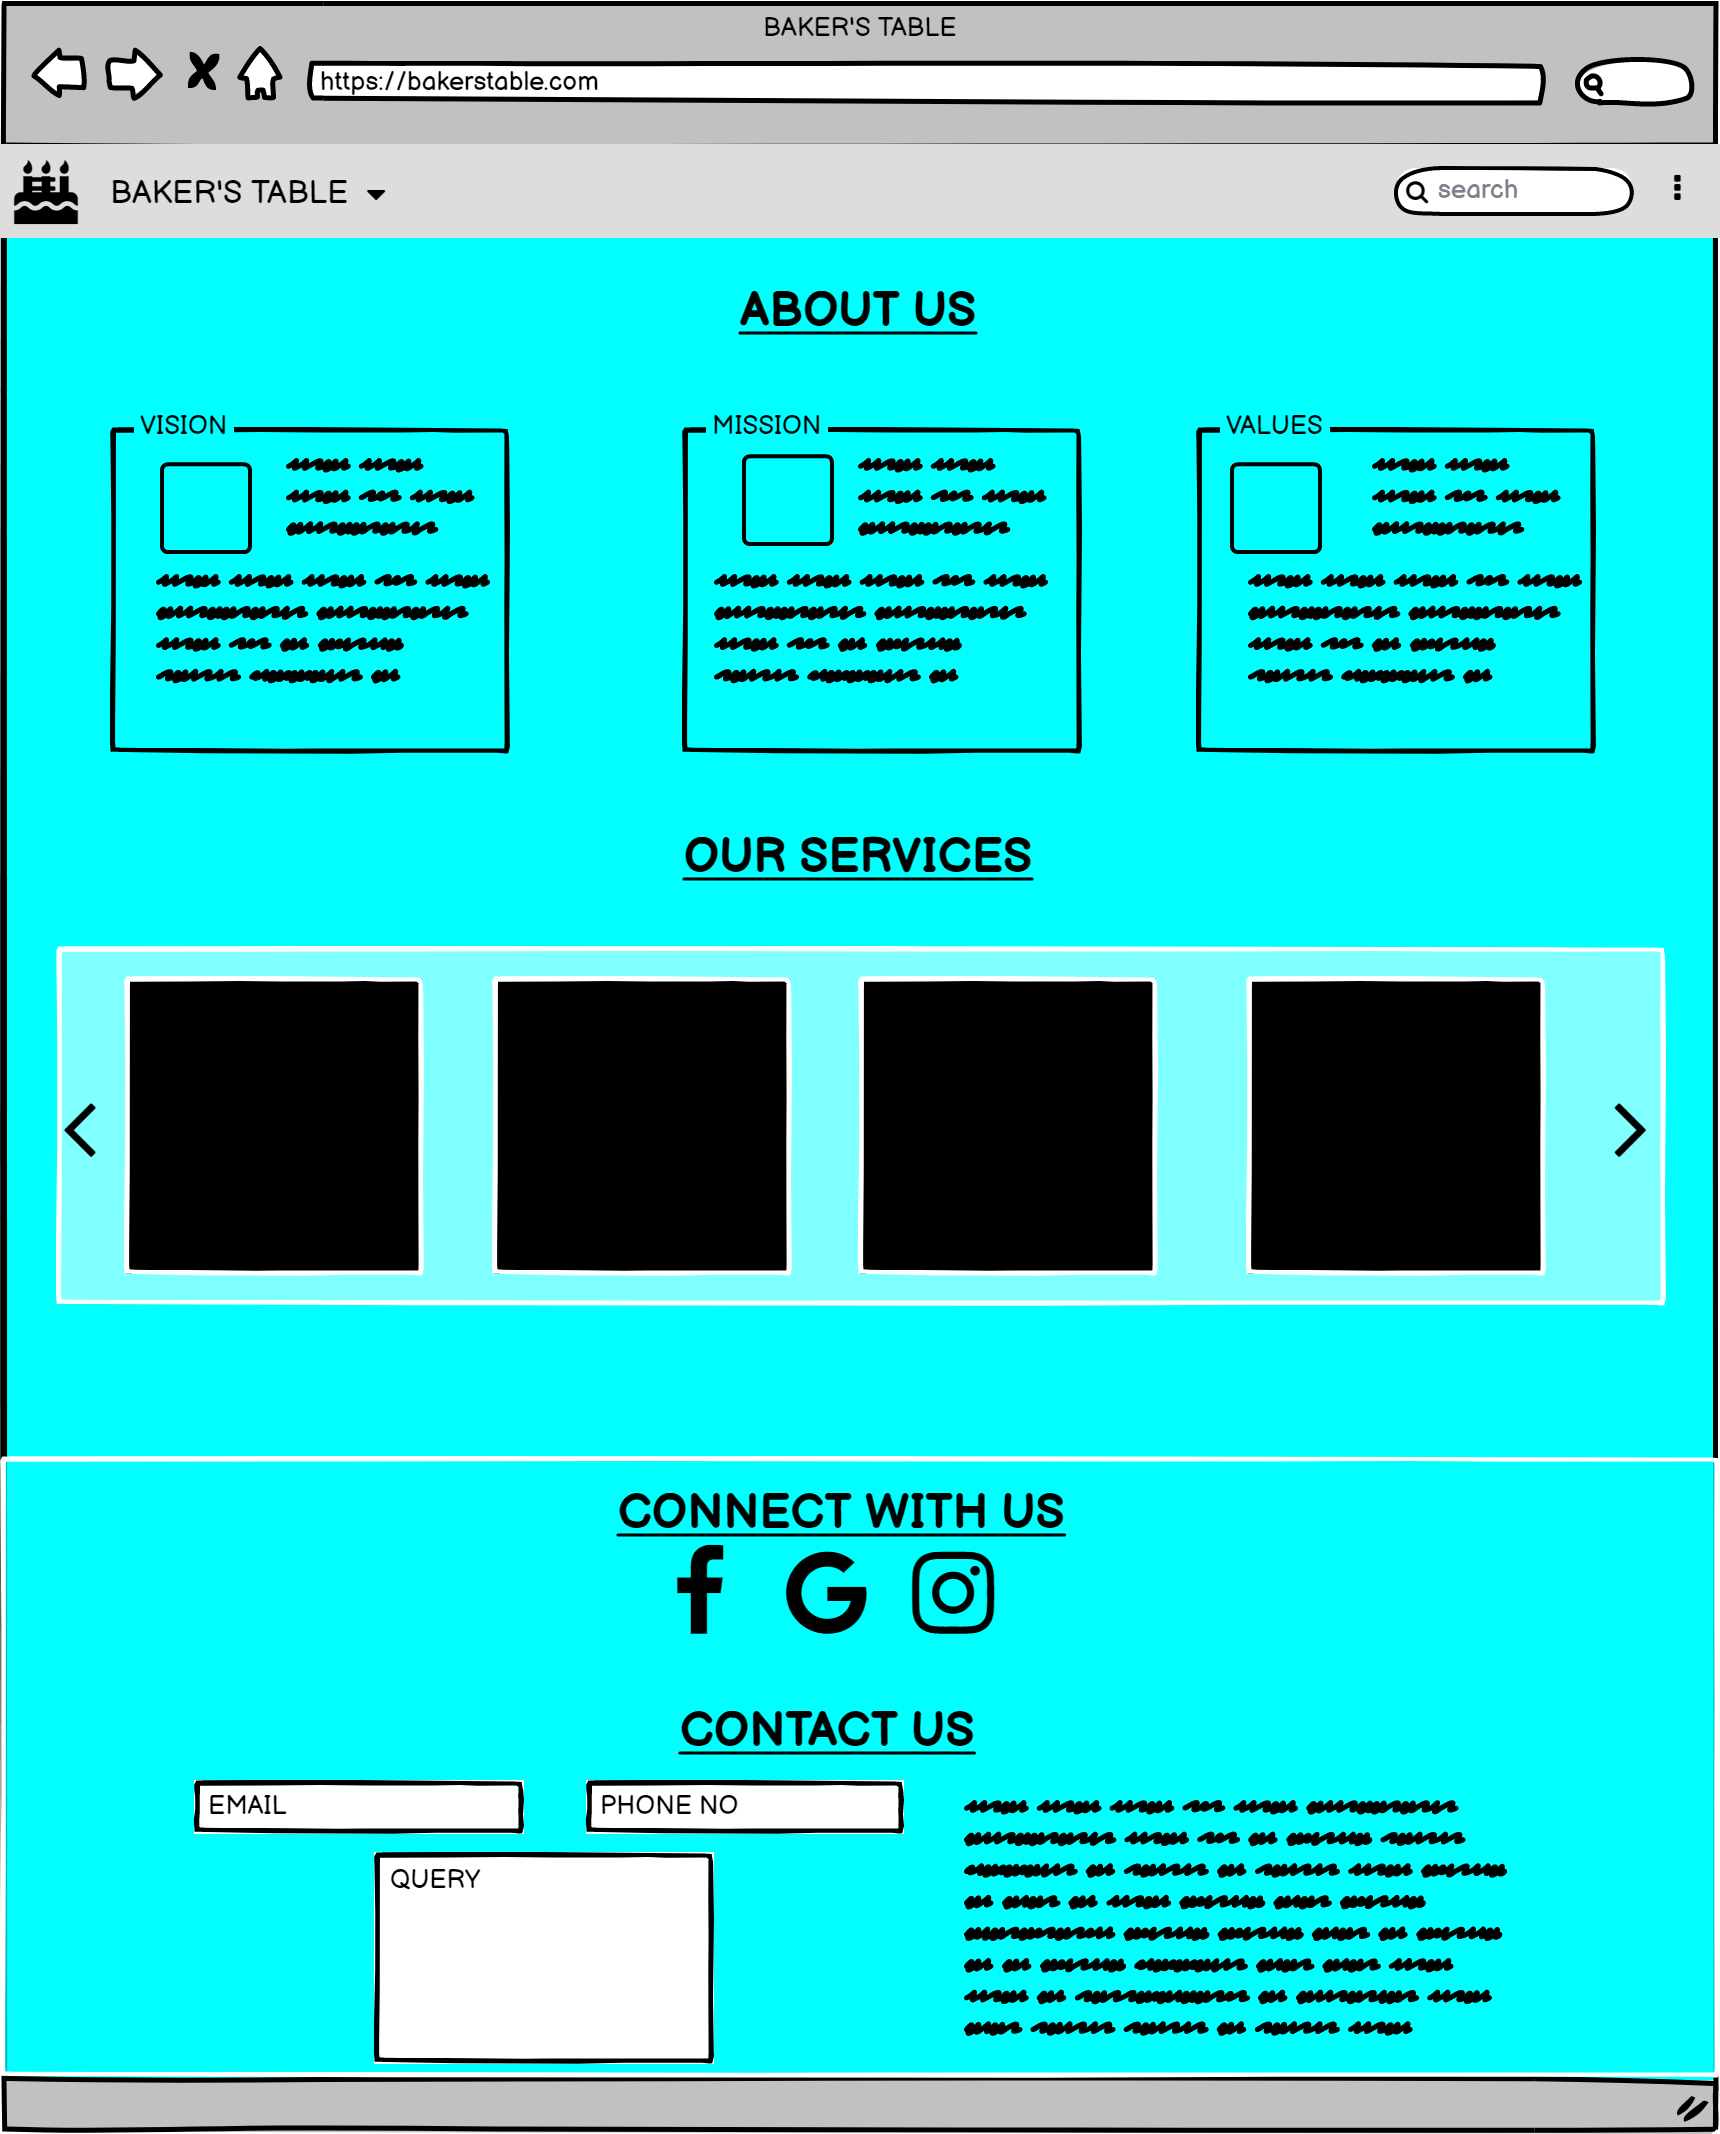 BAKER'S TABLE
https://bakerstable.com
BAKER'S TABLE
search
ABOUT US
VISION
MISSION
VALUES
OUR SERVICES
CONNECT WITH US
CONTACT US
EMAIL
PHONE NO
QUERY